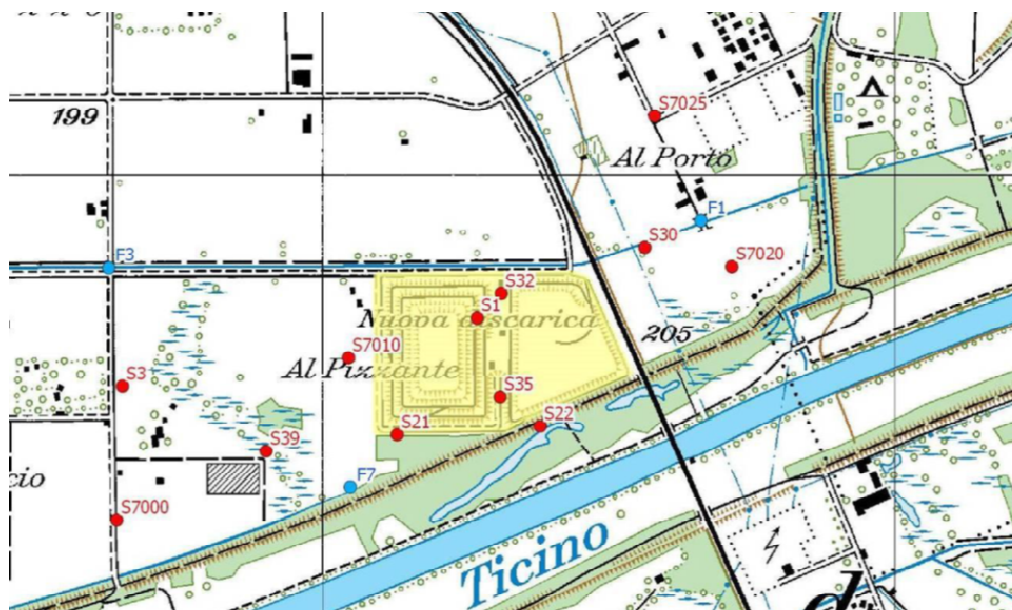 199
S7025
Al Porto
F1
S30
S7020
F3
S32
S1
Nuova discarica
205
S7010
Al Pizzante
S3
S35
S22
S21
S39
cio
F7
S7000
Ticino